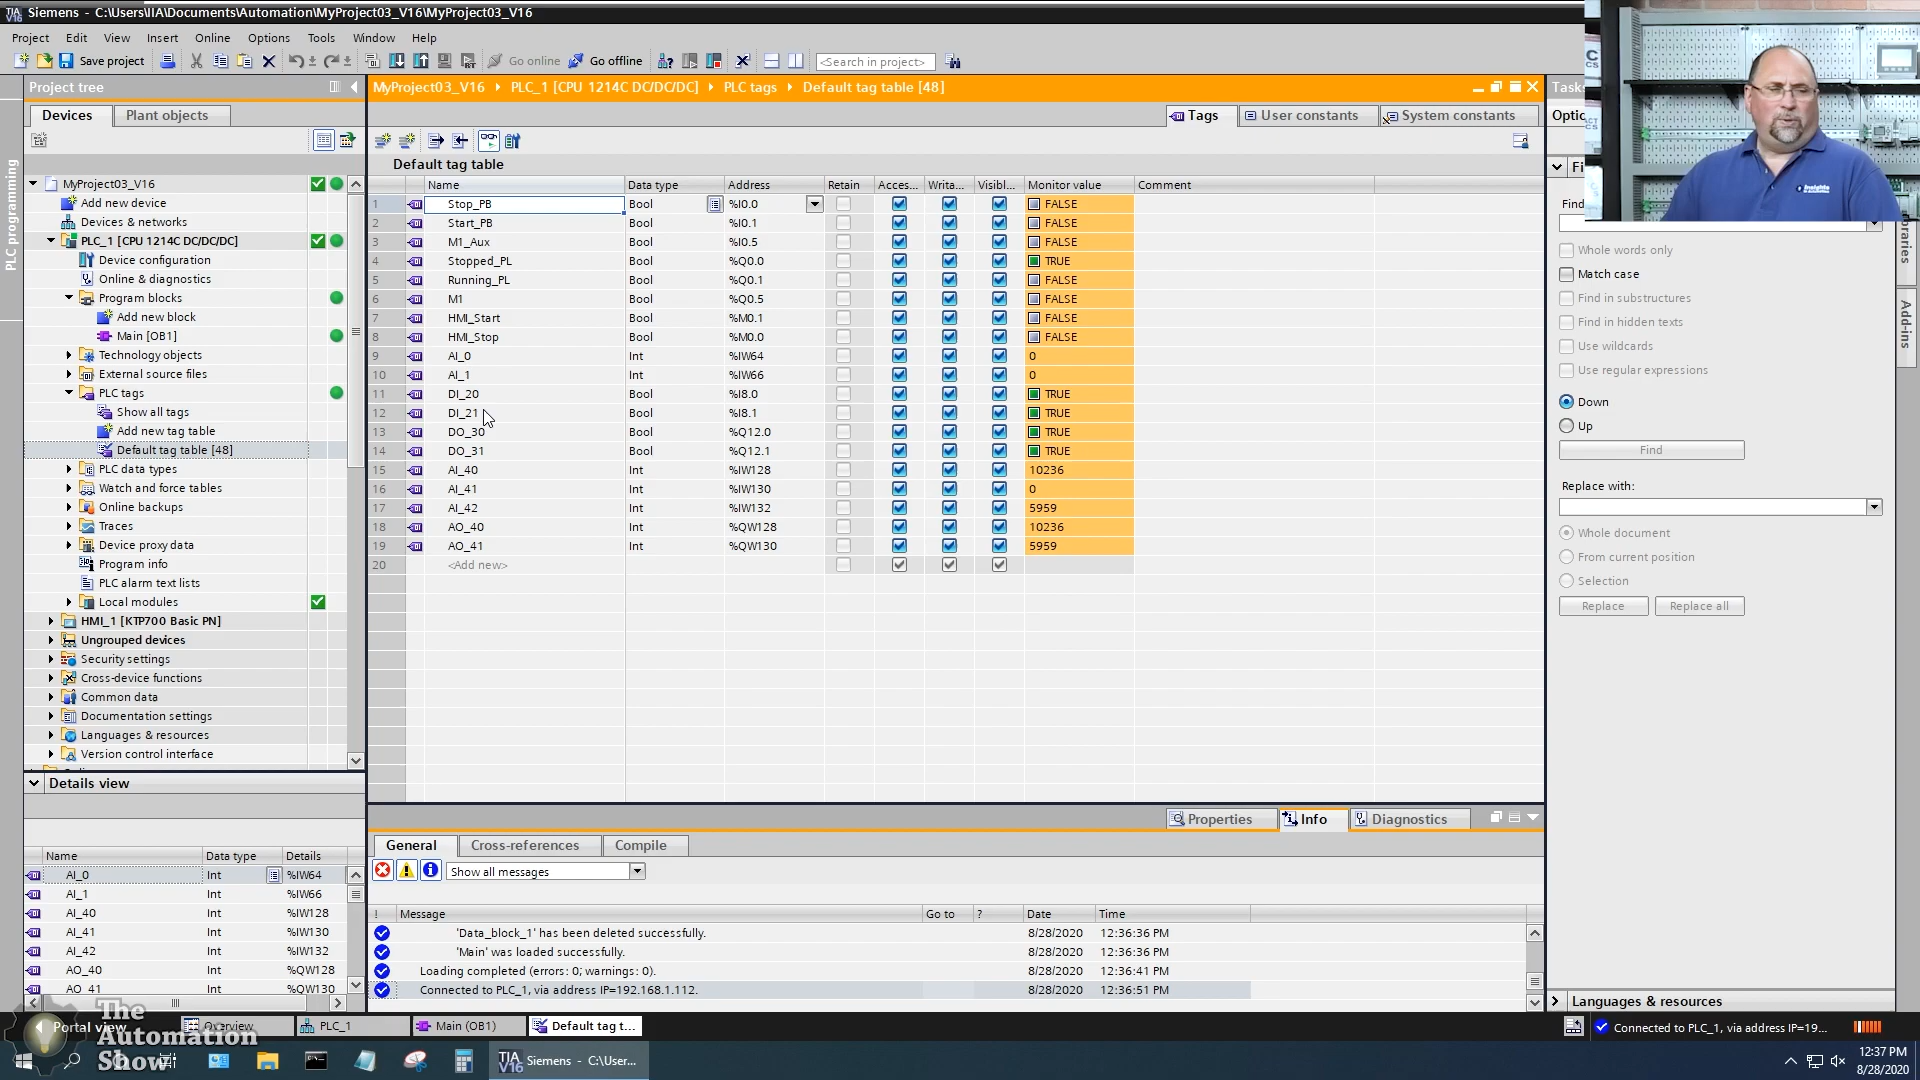 Siemens - C:\Users\IIA\Documents\Automation\MyProject03_V16\MyProject03_V16
Project Edit View Insert Online Options Tools Window Help
Save project Go online Go offline <Search in project>
Project tree
MyProject03_V16 PLC_1 [CPU 1214C DC/DC/DC] PLC tags Default tag table [48]
Devices Plant objects
Tags User constants System constants
PLC programming
Default tag table
Name Data type Address Retain Acces... Writa... Visibl... Monitor value Comment
1 Stop_PB Bool %I0.0 FALSE
2 Start_PB Bool %I0.1 FALSE
3 M1_Aux Bool %I0.5 FALSE
4 Stopped_PL Bool %Q0.0 TRUE
5 Running_PL Bool %Q0.1 FALSE
6 M1 Bool %Q0.5 FALSE
7 HMI_Start Bool %M0.1 FALSE
8 HMI_Stop Bool %M0.0 FALSE
9 AI_0 Int %IW64 0
10 AI_1 Int %IW66 0
11 DI_20 Bool %I8.0 TRUE
12 DI_21 Bool %I8.1 TRUE
13 DO_30 Bool %Q12.0 TRUE
14 DO_31 Bool %Q12.1 TRUE
15 AI_40 Int %IW128 10236
16 AI_41 Int %IW130 0
17 AI_42 Int %IW132 5959
18 AO_40 Int %QW128 10236
19 AO_41 Int %QW130 5959
20 <Add new>
MyProject03_V16
Add new device
Devices & networks
PLC_1 [CPU 1214C DC/DC/DC]
Device configuration
Online & diagnostics
Program blocks
Add new block
Main [OB1]
Technology objects
External source files
PLC tags
Show all tags
Add new tag table
Default tag table [48]
PLC data types
Watch and force tables
Online backups
Traces
Device proxy data
Program info
PLC alarm text lists
Local modules
HMI_1 [KTP700 Basic PN]
Ungrouped devices
Security settings
Cross-device functions
Common data
Documentation settings
Languages & resources
Version control interface
Details view
Name Data type Details
AI_0 Int %IW64
AI_1 Int %IW66
AI_40 Int %IW128
AI_41 Int %IW130
AI_42 Int %IW132
AO_40 Int %QW128
AO_41 Int %QW130
Properties Info Diagnostics
General Cross-references Compile
Show all messages
! Message Go to ? Date Time
'Data_block_1' has been deleted successfully. 8/28/2020 12:36:36 PM
'Main' was loaded successfully. 8/28/2020 12:36:36 PM
Loading completed (errors: 0; warnings: 0). 8/28/2020 12:36:41 PM
Connected to PLC_1, via address IP=192.168.1.112. 8/28/2020 12:36:51 PM
Whole words only
Match case
Find in substructures
Find in hidden texts
Use wildcards
Use regular expressions
Down
Up
Find
Replace with:
Whole document
From current position
Selection
Replace Replace all
Add-ins
Languages & resources
Portal view Overview PLC_1 Main (OB1) Default tag t...
Connected to PLC_1, via address IP=19...
The
Automation
Show
Siemens - C:\User...
12:37 PM
8/28/2020